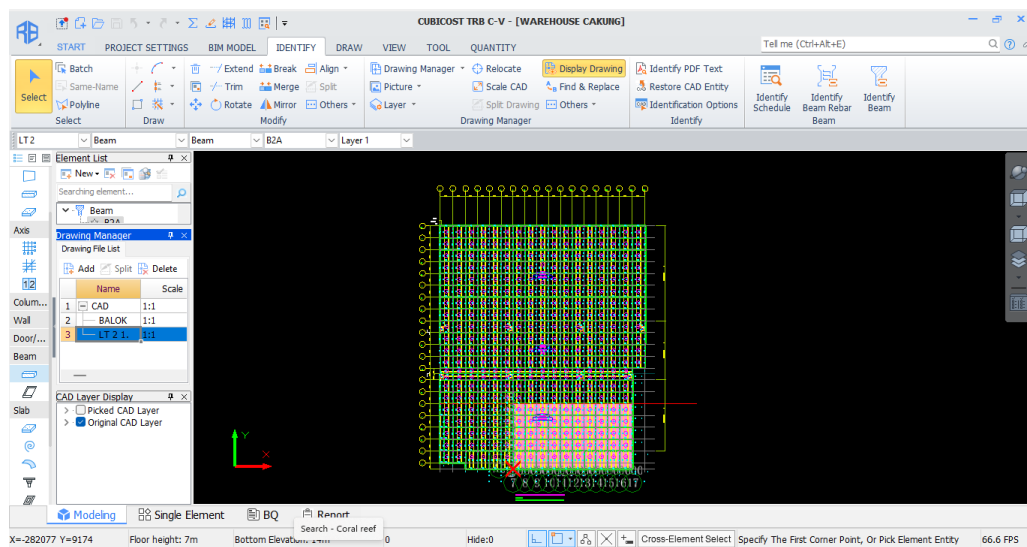 CUBICOST TRB C-V - [WAREHOUSE CAKUNG]
START PROJECT SETTINGS BIM MODEL IDENTIFY DRAW VIEW TOOL QUANTITY Tell me (Ctrl+Alt+E)
Select
Batch
Same-Name
Polyline
Select
Draw
Extend Break Align
Trim Merge Split
Rotate Mirror Others
Modify
Drawing Manager Relocate Display Drawing
Picture Scale CAD Find & Replace
Layer Split Drawing Others
Drawing Manager
Identify PDF Text
Restore CAD Entity
Identification Options
Identify
Identify Schedule
Identify Beam Rebar
Identify Beam
Beam
LT 2 Beam Beam B2A Layer 1
Element List
New
Searching element...
Beam
B2A
Axis
Colum...
Wall
Door/...
Beam
Slab
Drawing Manager
Drawing File List
Add Split Delete
Name Scale
1 CAD 1:1
2 BALOK 1:1
3 LT 2 1. 1:1
CAD Layer Display
Picked CAD Layer
Original CAD Layer
Y
X
7 8 9 1011121314151617
Modeling Single Element BQ Report
Search - Coral reef
X=-282077 Y=9174 Floor height: 7m Bottom Elevation: 14m 0 Hide:0 Cross-Element Select Specify The First Corner Point, Or Pick Element Entity 66.6 FPS